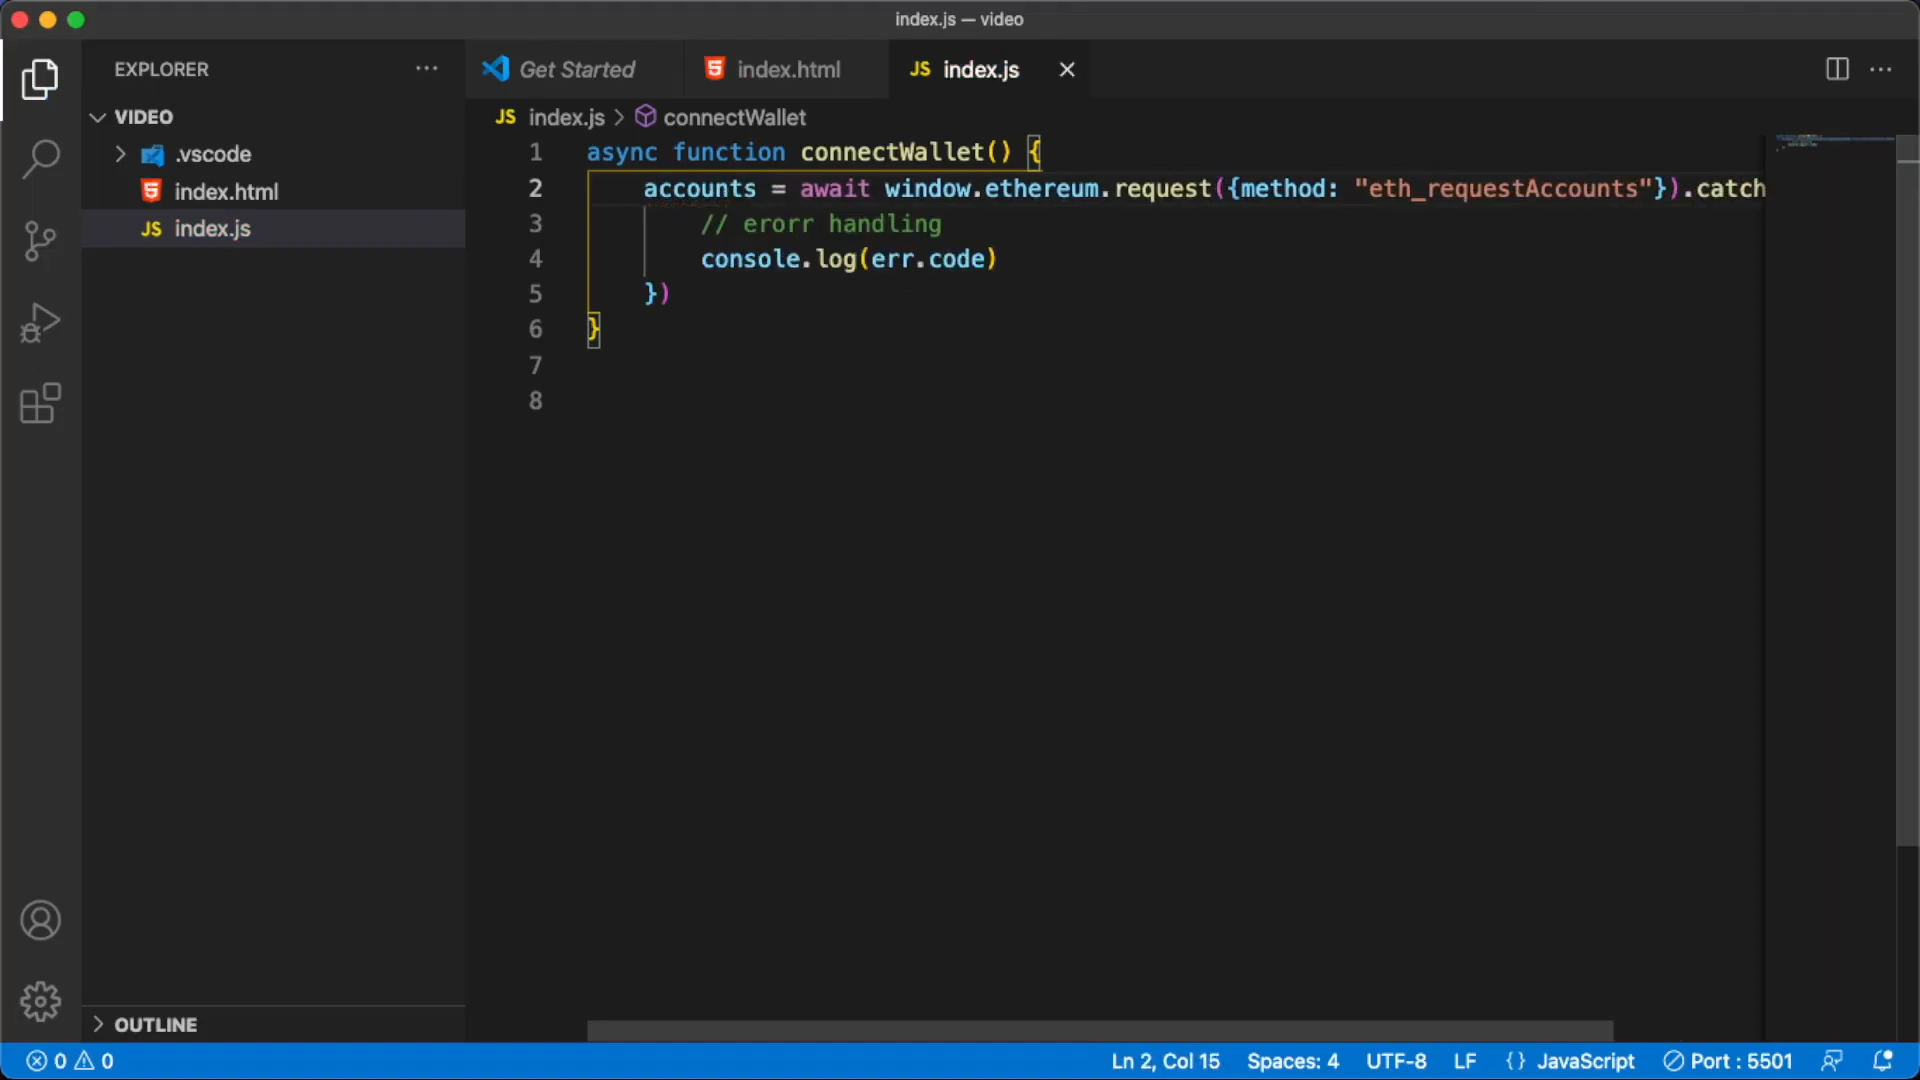 index.js — video
EXPLORER
Get Started
index.html
JS index.js
VIDEO
.vscode
index.html
JS index.js
JS index.js > connectWallet
1 async function connectWallet() {
2 accounts = await window.ethereum.request({method: "eth_requestAccounts"}).catch
3 // erorr handling
4 console.log(err.code)
5 })
6 }
7
8
OUTLINE
0 0
Ln 2, Col 15
Spaces: 4
UTF-8
LF
{} JavaScript
Port : 5501